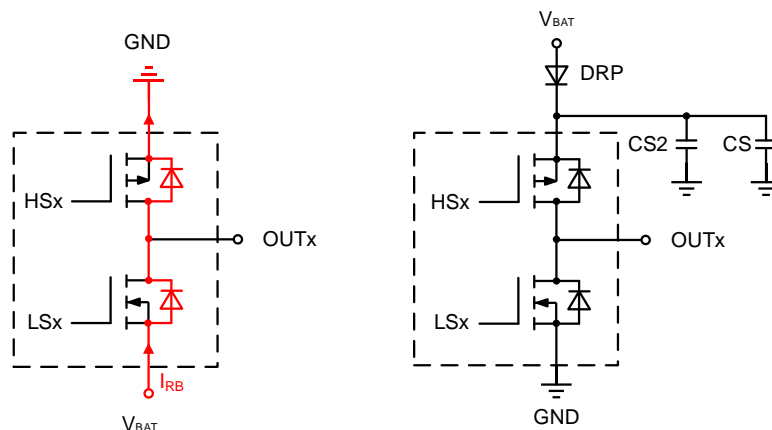 GND
HSx
OUTx
LSx
IRB
VBAT
VBAT
DRP
CS2
CS
HSx
OUTx
LSx
GND